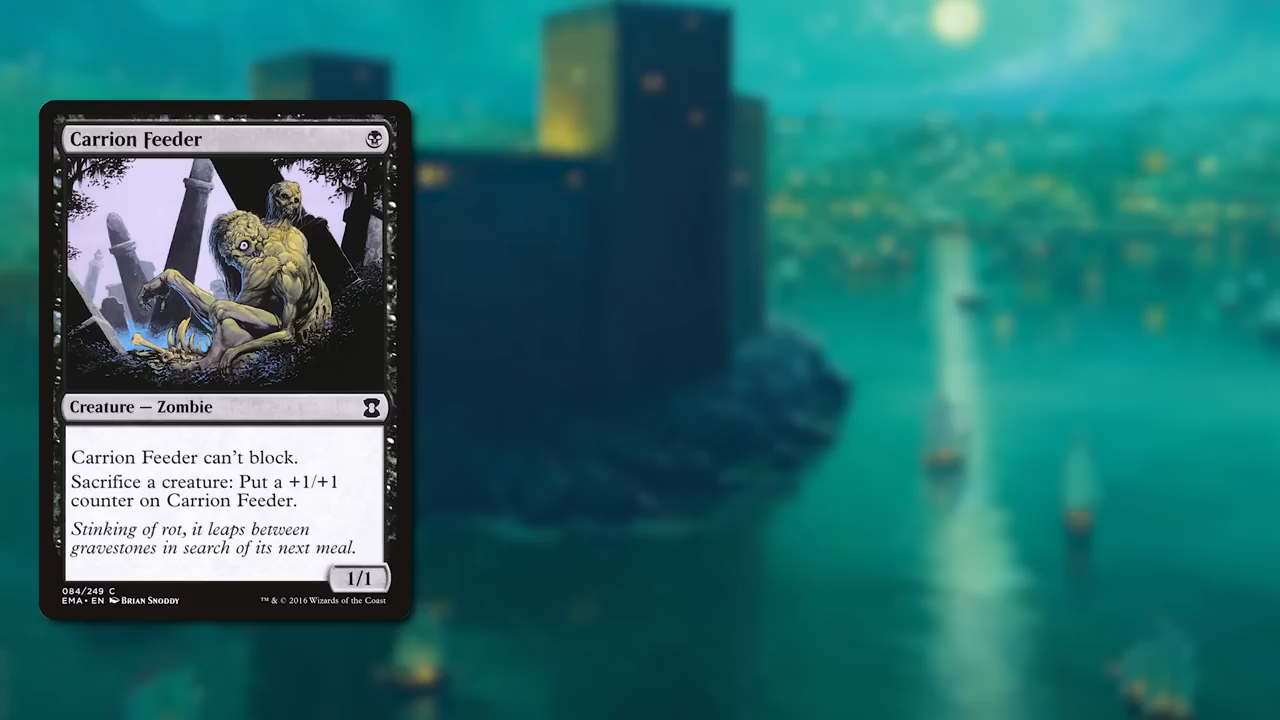 Carrion Feeder
Creature — Zombie
Carrion Feeder can't block.
Sacrifice a creature: Put a +1/+1
counter on Carrion Feeder.
Stinking of rot, it leaps between
gravestones in search of its next meal.
1/1
084/249 C
EMA • EN Brian Snoddy
™ & © 2016 Wizards of the Coast